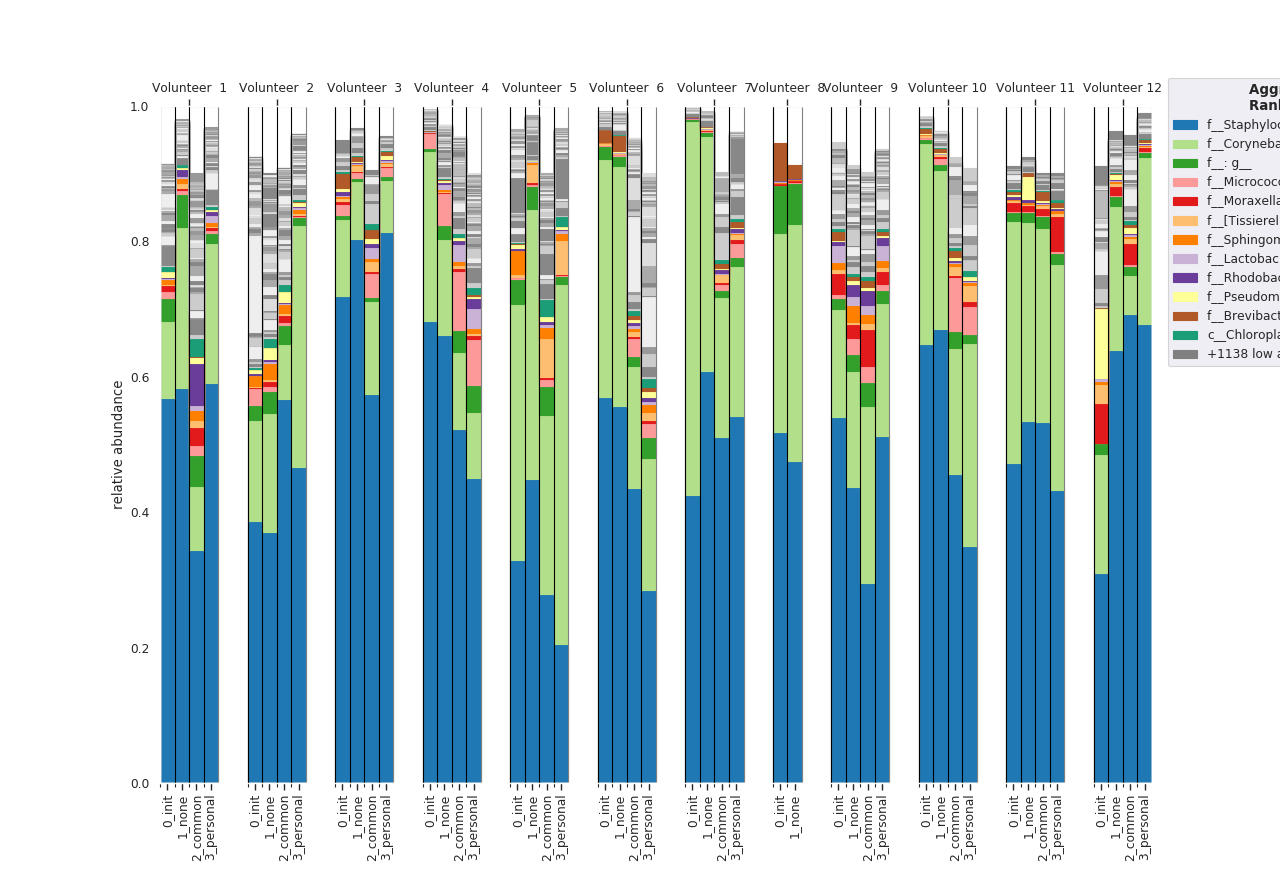 Volunteer 1
Volunteer 2
Volunteer 3
Volunteer 4
Volunteer 5
Volunteer 6
Volunteer 7
Volunteer 8
Volunteer 9
Volunteer 10
Volunteer 11
Volunteer 12
1.0
0.8
0.6
0.4
0.2
0.0
relative abundance
0_init
1_none
2_common
3_personal
0_init
1_none
2_common
3_personal
0_init
1_none
2_common
3_personal
0_init
1_none
2_common
3_personal
0_init
1_none
2_common
3_personal
0_init
1_none
2_common
3_personal
0_init
1_none
2_common
3_personal
0_init
1_none
0_init
1_none
2_common
3_personal
0_init
1_none
2_common
3_personal
0_init
1_none
2_common
3_personal
0_init
1_none
2_common
3_personal
Aggr
Rank
f__Staphyloc
f__Coryneba
f__: g__
f__Micrococ
f__Moraxella
f__[Tissierel
f__Sphingom
f__Lactobac
f__Rhodobac
f__Pseudom
f__Brevibact
c__Chloropla
+1138 low a